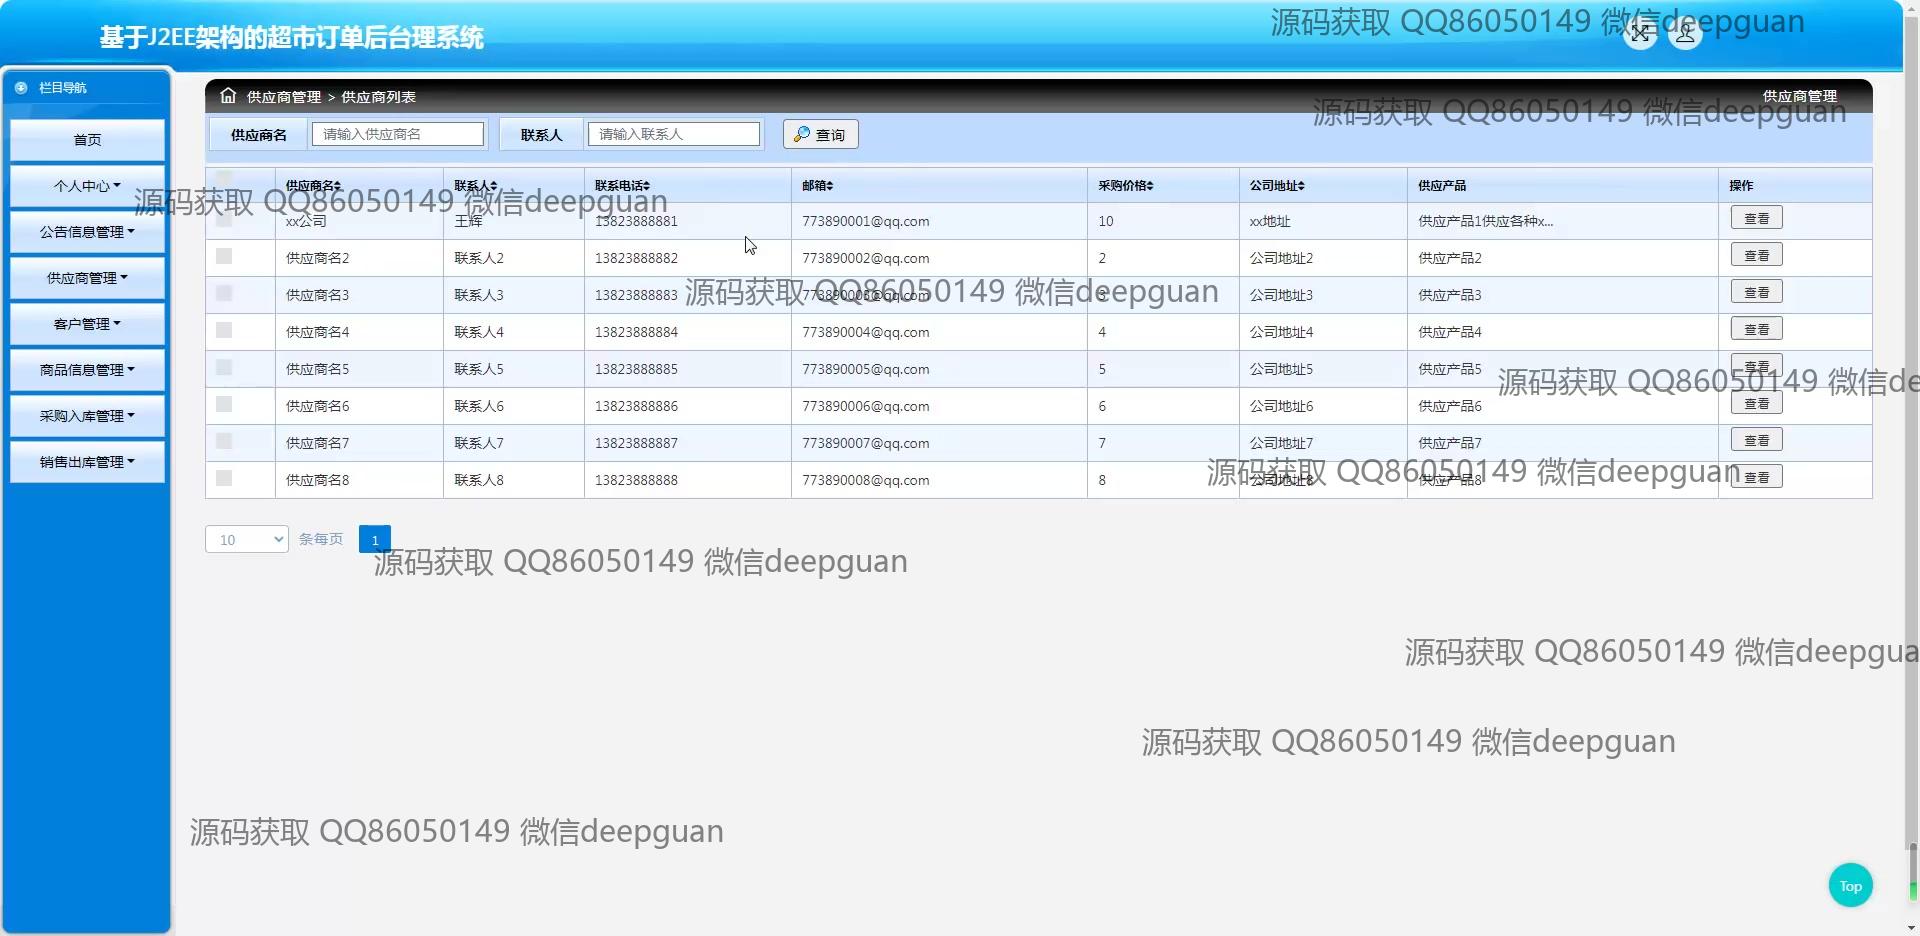 基于J2EE架构的超市订单后台理系统
源码获取 QQ86050149 微信deepguan
栏目导航
首页
个人中心
公告信息管理
供应商管理
客户管理
商品信息管理
采购入库管理
销售出库管理
供应商管理 > 供应商列表
供应商管理
源码获取 QQ86050149 微信deepguan
供应商名 请输入供应商名 联系人 请输入联系人 查询
供应商名 联系人 联系电话 邮箱 采购价格 公司地址 供应产品 操作
源码获取 QQ86050149 微信deepguan
xx公司 王辉 13823888881 773890001@qq.com 10 xx地址 供应产品1供应各种x... 查看
供应商名2 联系人2 13823888882 773890002@qq.com 2 公司地址2 供应产品2 查看
供应商名3 联系人3 13823888883 773890003@qq.com 3 公司地址3 供应产品3 查看
源码获取 QQ86050149 微信deepguan
供应商名4 联系人4 13823888884 773890004@qq.com 4 公司地址4 供应产品4 查看
供应商名5 联系人5 13823888885 773890005@qq.com 5 公司地址5 供应产品5 查看
源码获取 QQ86050149 微信de
供应商名6 联系人6 13823888886 773890006@qq.com 6 公司地址6 供应产品6 查看
供应商名7 联系人7 13823888887 773890007@qq.com 7 公司地址7 供应产品7 查看
源码获取 QQ86050149 微信deepguan
供应商名8 联系人8 13823888888 773890008@qq.com 8 公司地址8 供应产品8 查看
10 条每页 1
源码获取 QQ86050149 微信deepguan
源码获取 QQ86050149 微信deepgua
源码获取 QQ86050149 微信deepguan
源码获取 QQ86050149 微信deepguan
Top